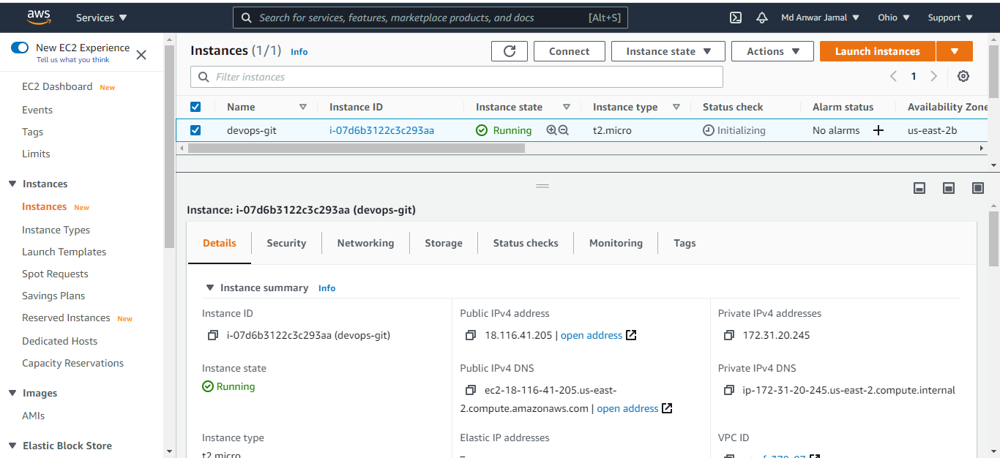 aws
Services
Search for services, features, marketplace products, and docs [Alt+S]
Md Anwar Jamal
Ohio
Support
New EC2 Experience
Tell us what you think
EC2 Dashboard New
Events
Tags
Limits
Instances
Instances New
Instance Types
Launch Templates
Spot Requests
Savings Plans
Reserved Instances New
Dedicated Hosts
Capacity Reservations
Images
AMIs
Elastic Block Store
Instances (1/1) Info
Connect
Instance state
Actions
Launch instances
Filter instances
1
Name Instance ID Instance state Instance type Status check Alarm status Availability Zone
devops-git i-07d6b3122c3c293aa Running t2.micro Initializing No alarms us-east-2b
Instance: i-07d6b3122c3c293aa (devops-git)
Details Security Networking Storage Status checks Monitoring Tags
Instance summary Info
Instance ID
i-07d6b3122c3c293aa (devops-git)
Public IPv4 address
18.116.41.205 | open address
Private IPv4 addresses
172.31.20.245
Instance state
Running
Public IPv4 DNS
ec2-18-116-41-205.us-east-
2.compute.amazonaws.com | open address
Private IPv4 DNS
ip-172-31-20-245.us-east-2.compute.internal
Instance type
t2.micro
Elastic IP addresses
–
VPC ID